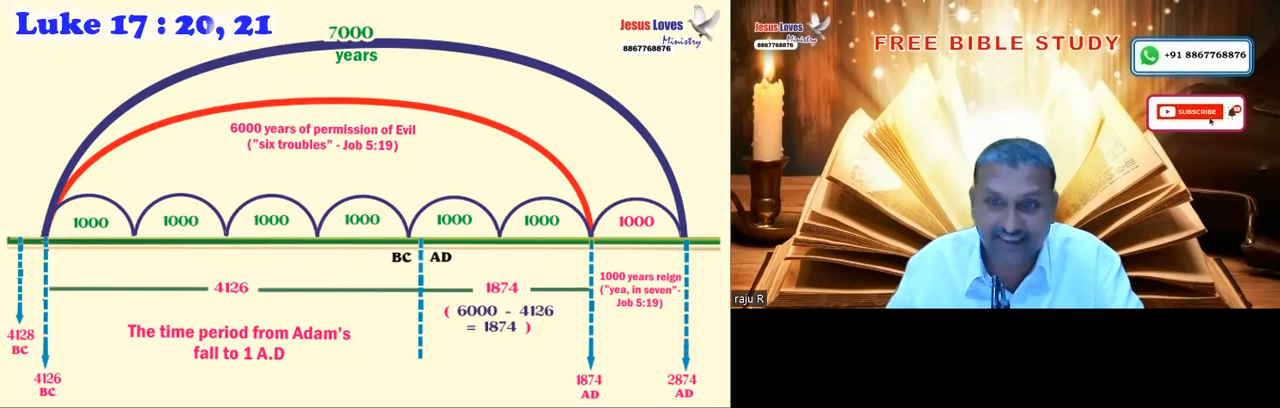 Luke 17 : 20, 21
7000
years
Jesus Loves
Ministry
8867768876
6000 years of permission of Evil
("six troubles" - Job 5:19)
1000 1000 1000 1000 1000 1000 1000
BC AD
4126 1874
( 6000 - 4126
= 1874 )
1000 years reign
("yea, in seven"-
Job 5:19)
The time period from Adam's
fall to 1 A.D
4128
BC
4126
BC
1874
AD
2874
AD
Jesus Loves
Ministry
8867768876
FREE BIBLE STUDY
+91 8867768876
SUBSCRIBE
raju R